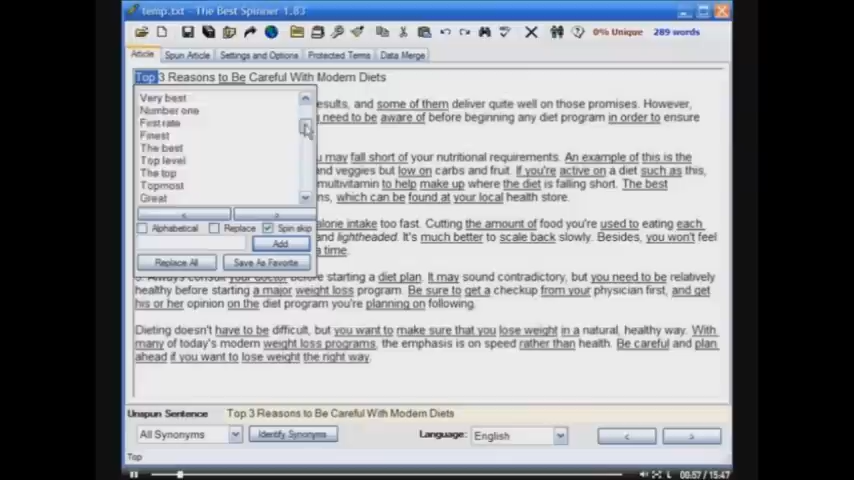 temp.txt - The Best Spinner 1.83
0% Unique 289 words
Article Spun Article Settings and Options Protected Terms Data Merge
Top 3 Reasons to Be Careful With Modern Diets
esults, and some of them deliver quite well on those promises. However,
need to be aware of before beginning any diet program in order to ensure
may fall short of your nutritional requirements. An example of this is the
veggies but low on carbs and fruit. If you're active on a diet such as this,
multivitamin to help make up where the diet is falling short. The best
ns, which can be found at your local health store.
alorie intake too fast. Cutting the amount of food you're used to eating each
and lightheaded. It's much better to scale back slowly. Besides, you won't feel
a time.
Very best
Number one
First rate
Finest
The best
Top level
The top
Topmost
Great
< >
Alphabetical Replace Spin skip
Add
Replace All Save As Favorite
3. Always consult your doctor before starting a diet plan. It may sound contradictory, but you need to be relatively
healthy before starting a major weight loss program. Be sure to get a checkup from your physician first, and get
his or her opinion on the diet program you're planning on following.
Dieting doesn't have to be difficult, but you want to make sure that you lose weight in a natural, healthy way. With
many of today's modern weight loss programs, the emphasis is on speed rather than health. Be careful and plan
ahead if you want to lose weight the right way.
Unspun Sentence Top 3 Reasons to Be Careful With Modern Diets
All Synonyms Identify Synonyms Language: English < >
Top
00:57 / 15:47